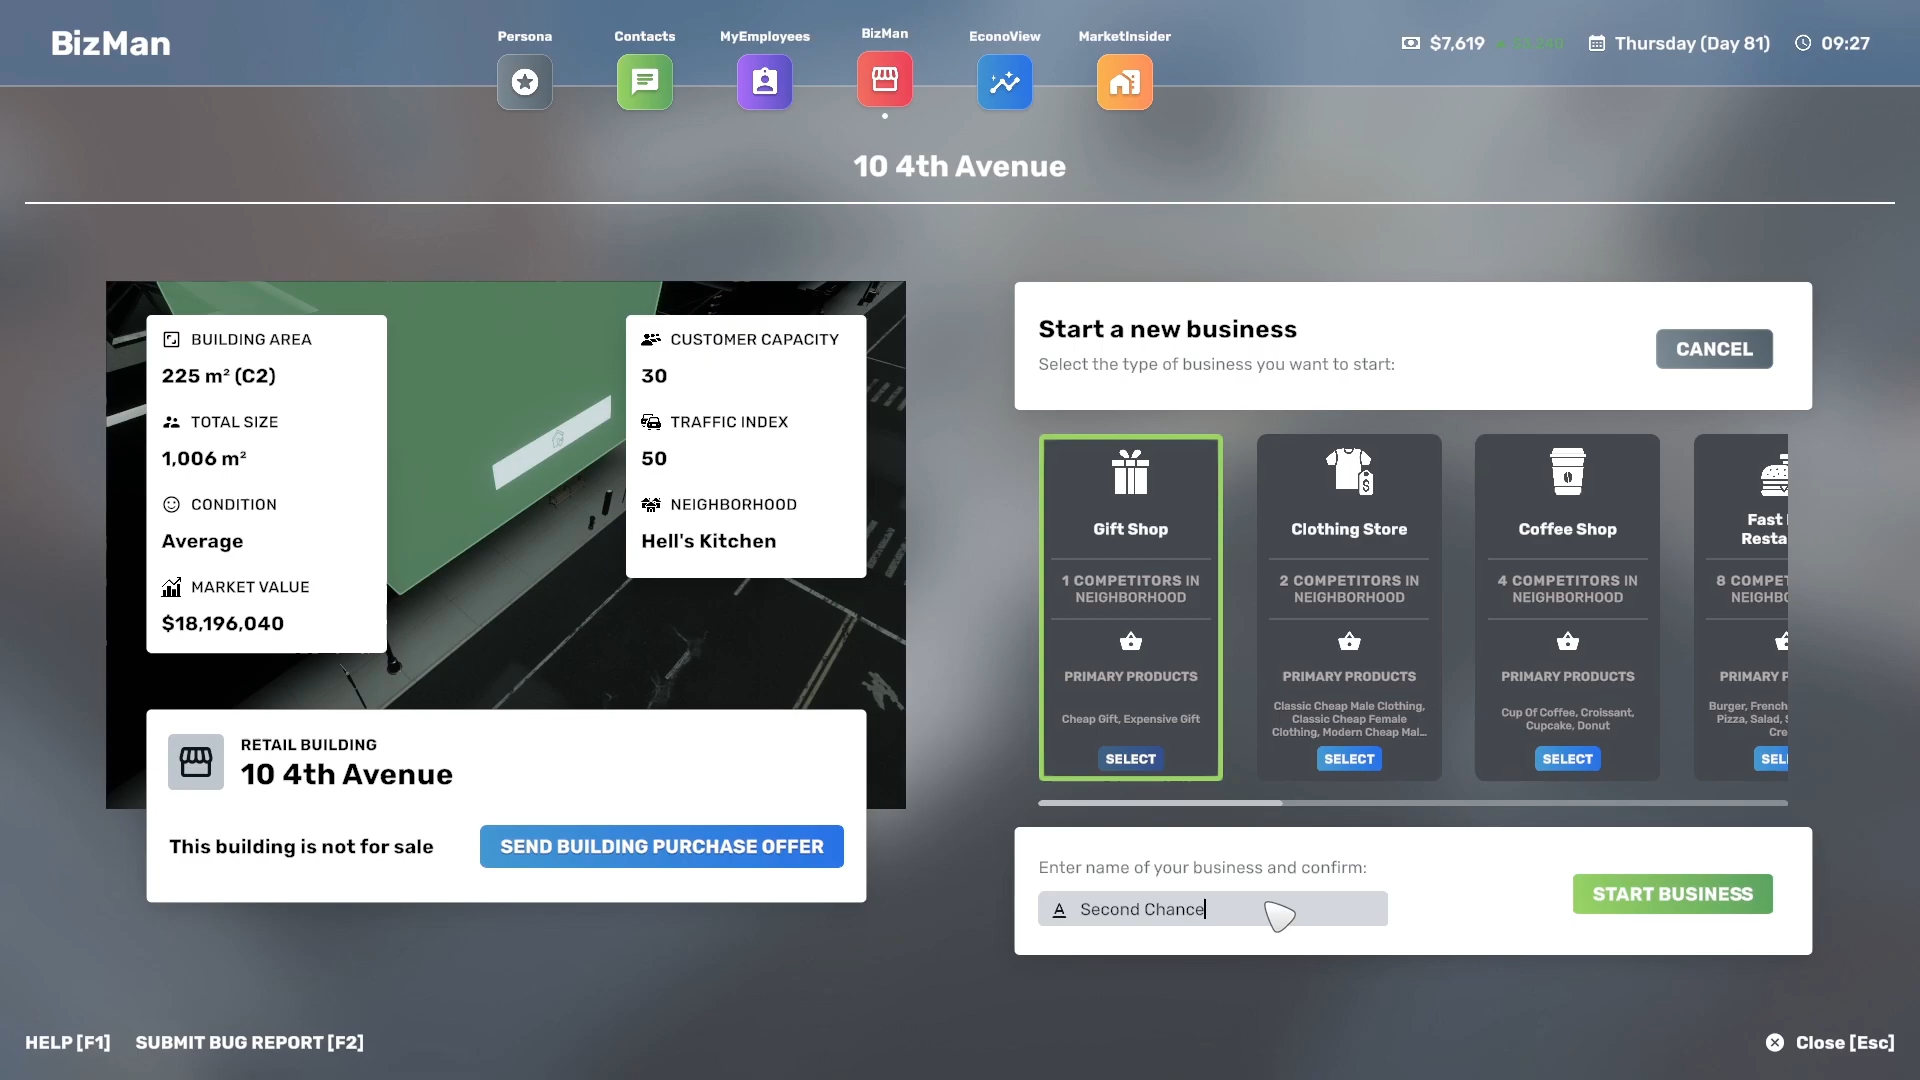 BizMan
Persona
Contacts
MyEmployees
BizMan
EconoView
MarketInsider
$7,619
Thursday (Day 81)
09:27
10 4th Avenue
BUILDING AREA
225 m² (C2)
TOTAL SIZE
1,006 m²
CONDITION
Average
MARKET VALUE
$18,196,040
CUSTOMER CAPACITY
30
TRAFFIC INDEX
50
NEIGHBORHOOD
Hell's Kitchen
RETAIL BUILDING
10 4th Avenue
This building is not for sale
SEND BUILDING PURCHASE OFFER
Start a new business
Select the type of business you want to start:
CANCEL
Gift Shop
1 COMPETITORS IN
NEIGHBORHOOD
PRIMARY PRODUCTS
Cheap Gift, Expensive Gift
SELECT
Clothing Store
2 COMPETITORS IN
NEIGHBORHOOD
PRIMARY PRODUCTS
Classic Cheap Male Clothing,
Classic Cheap Female
Clothing, Modern Cheap Mal...
SELECT
Coffee Shop
4 COMPETITORS IN
NEIGHBORHOOD
PRIMARY PRODUCTS
Cup Of Coffee, Croissant,
Cupcake, Donut
SELECT
Fast
Resta
8 COMPET
NEIGHB
PRIMARY P
Burger, French
Pizza, Salad,
Cre
SEL
Enter name of your business and confirm:
Second Chance
START BUSINESS
HELP [F1]
SUBMIT BUG REPORT [F2]
Close [Esc]